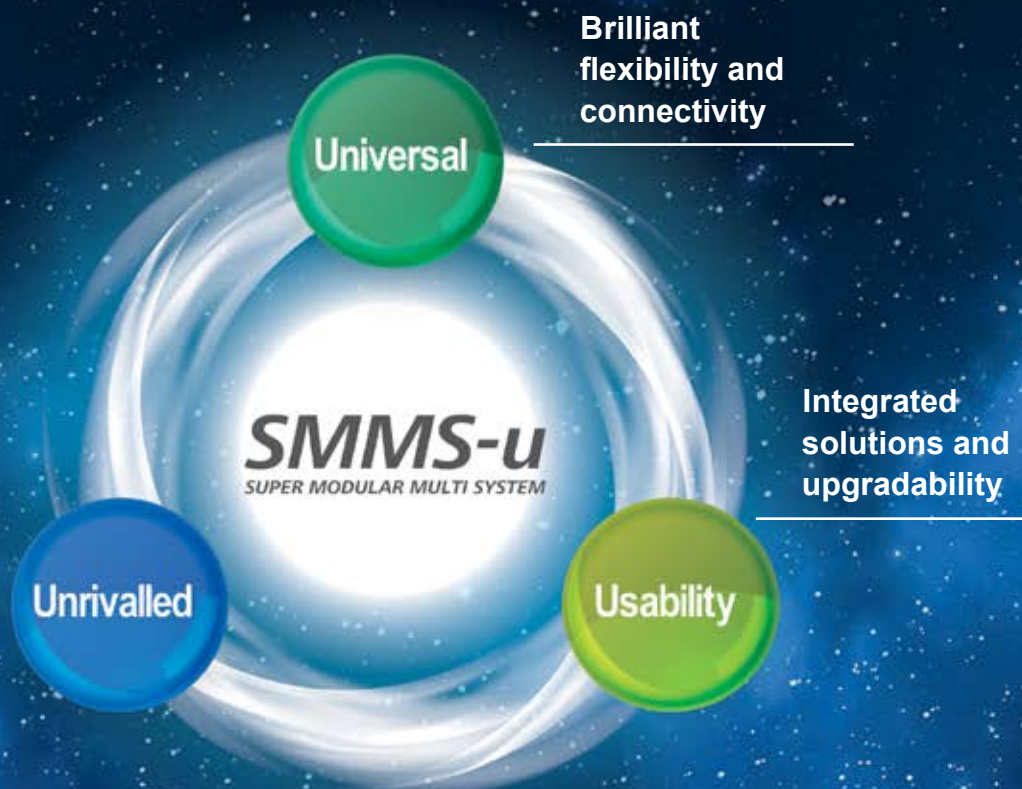 Brilliant
flexibility and
connectivity
Universal
SMMS-u
SUPER MODULAR MULTI SYSTEM
Integrated
solutions and
upgradability
Unrivalled
Usability